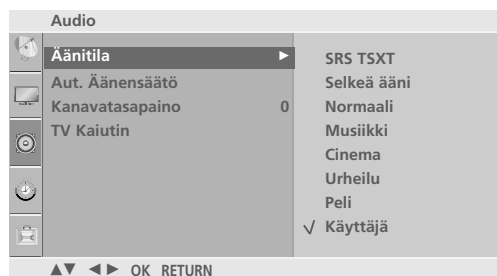 Audio
Äänitila ►
Aut. Äänensäätö
Kanavatasapaino 0
TV Kaiutin
SRS TSXT
Selkeä ääni
Normaali
Musiikki
Cinema
Urheilu
Peli
√ Käyttäjä
▲▼ ◄► OK RETURN